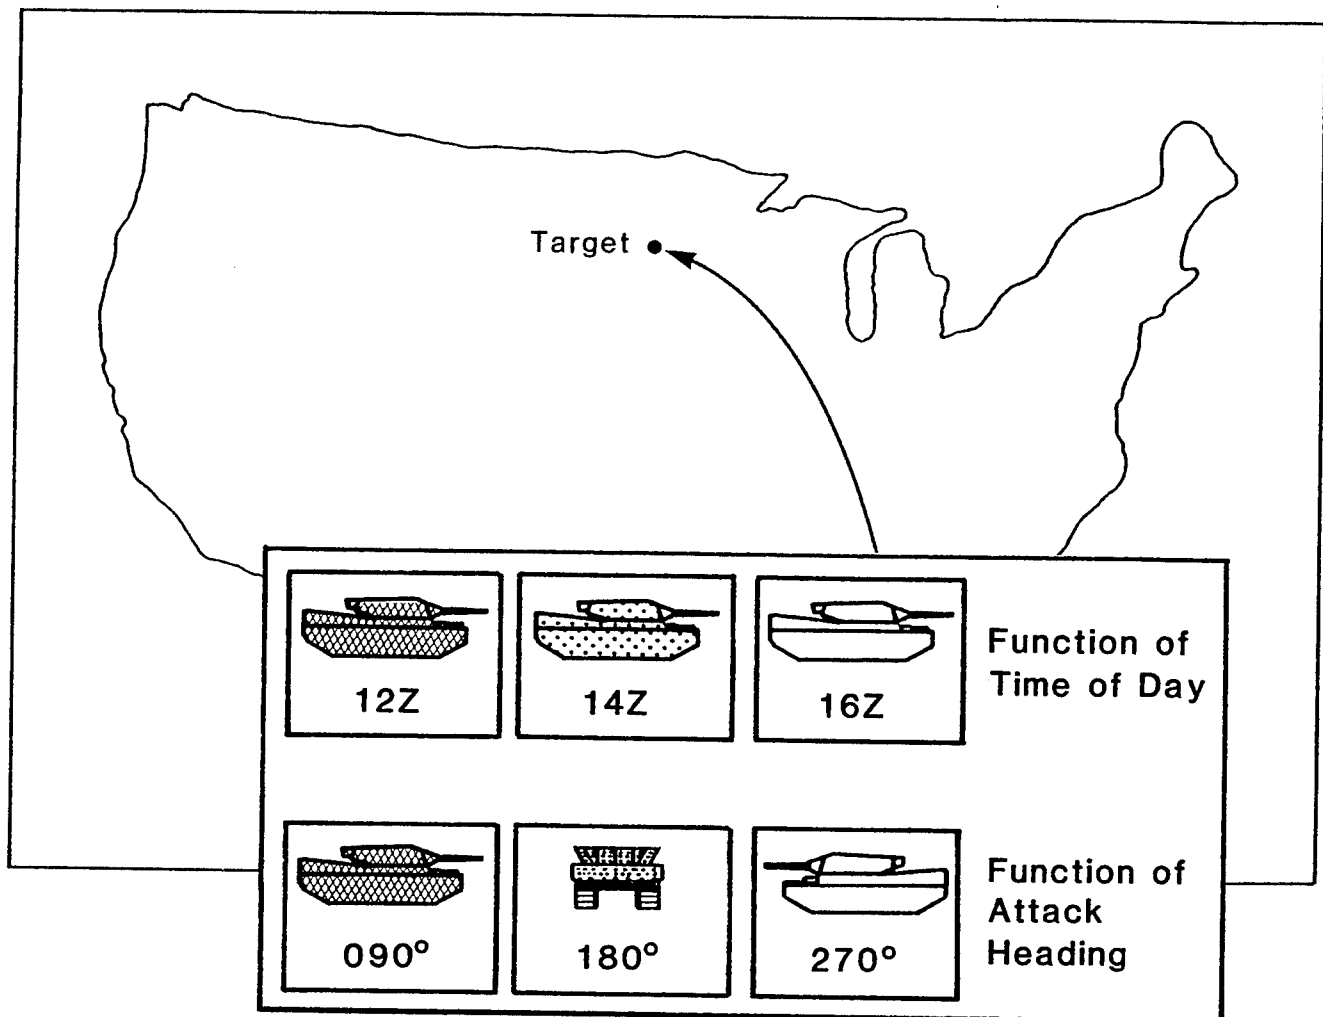 Target
12Z
14Z
16Z
Function of
Time of Day
090°
180°
270°
Function of
Attack
Heading